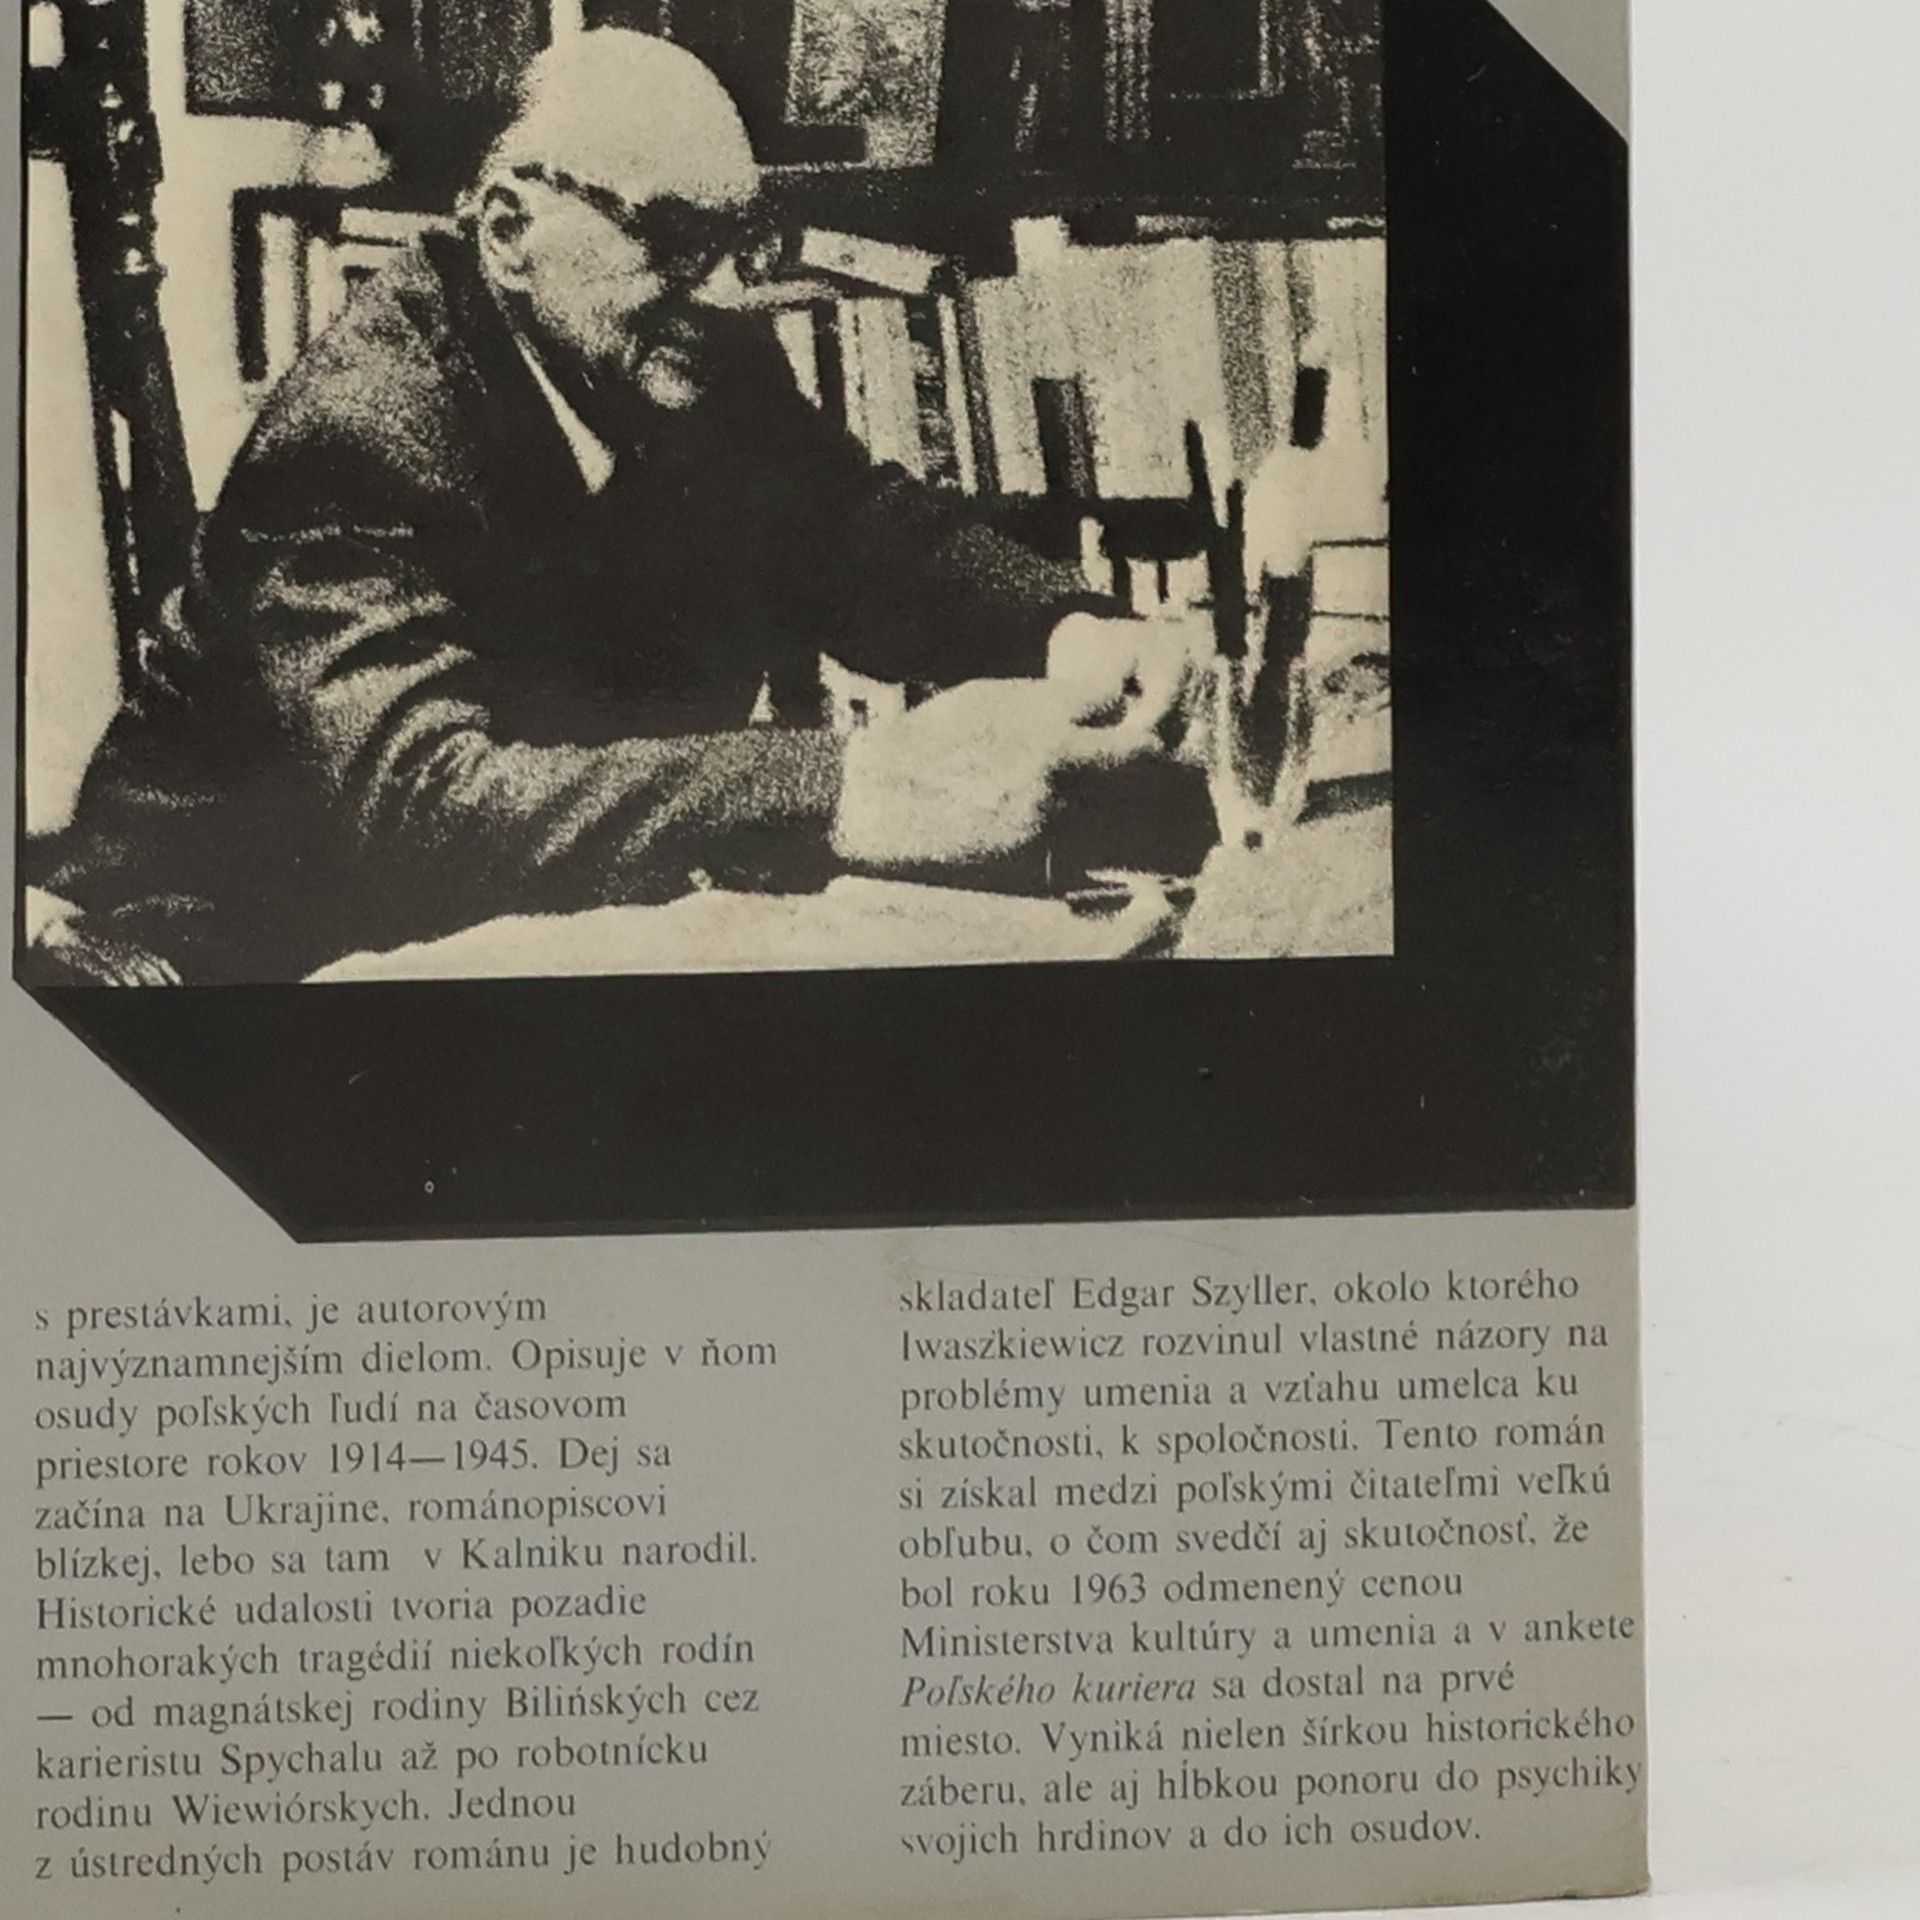 s prestávkami, je autorovým
najvýznamnejším dielom. Opisuje v ňom
osudy poľských ľudí na časovom
priestore rokov 1914—1945. Dej sa
začína na Ukrajine, románopiscovi
blízkej, lebo sa tam v Kalniku narodil.
Historické udalosti tvoria pozadie
mnohorakých tragédií niekoľkých rodín
— od magnátskej rodiny Bilińských cez
karieristu Spychalu až po robotnícku
rodinu Wiewiórskych. Jednou
z ústredných postáv románu je hudobný
skladateľ Edgar Szyller, okolo ktorého
Iwaszkiewicz rozvinul vlastné názory na
problémy umenia a vzťahu umelca ku
skutočnosti, k spoločnosti. Tento román
si získal medzi poľskými čitateľmi veľkú
obľubu, o čom svedčí aj skutočnosť, že
bol roku 1963 odmenený cenou
Ministerstva kultúry a umenia a v ankete
Poľského kuriera sa dostal na prvé
miesto. Vyniká nielen šírkou historického
záberu, ale aj hĺbkou ponoru do psychiky
svojich hrdinov a do ich osudov.